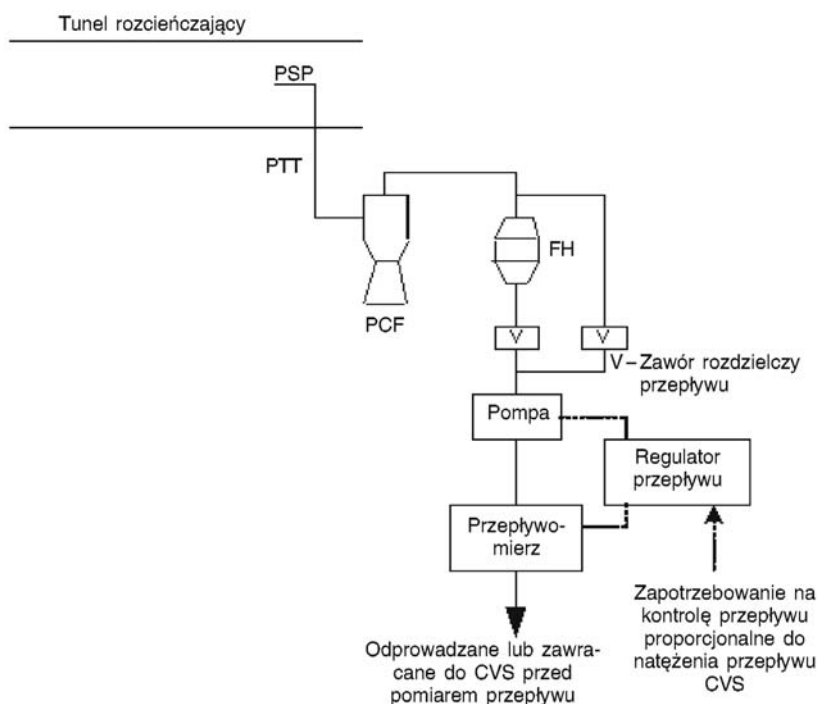 Tunel rozcieńczający
PSP
PTT
PCF
FH
V
V
V – Zawór rozdzielczy
przepływu
Pompa
Regulator
przepływu
Przepływo-
mierz
Odprowadzane lub zawra-
cane do CVS przed
pomiarem przepływu
Zapotrzebowanie na
kontrolę przepływu
proporcjonalne do
natężenia przepływu
CVS